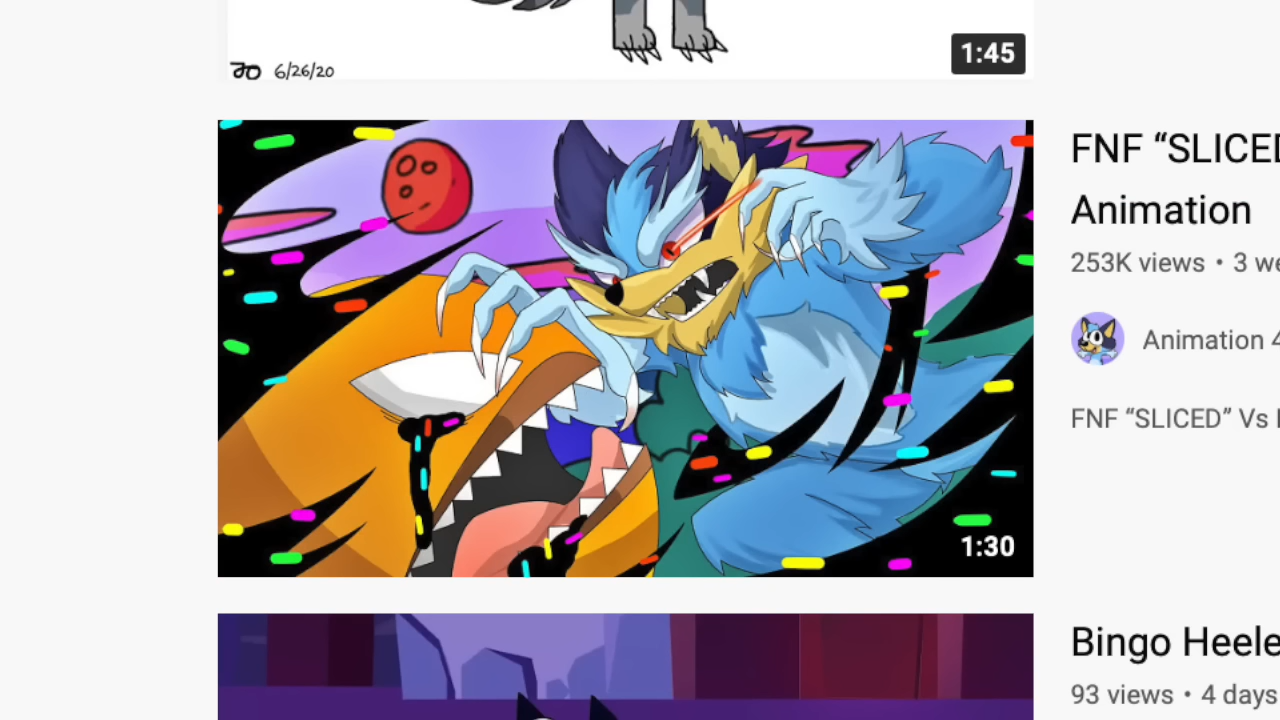 6/26/20
1:45
FNF “SLICED
Animation
253K views • 3 we
Animation 4
FNF “SLICED” Vs
1:30
Bingo Heele
93 views • 4 days